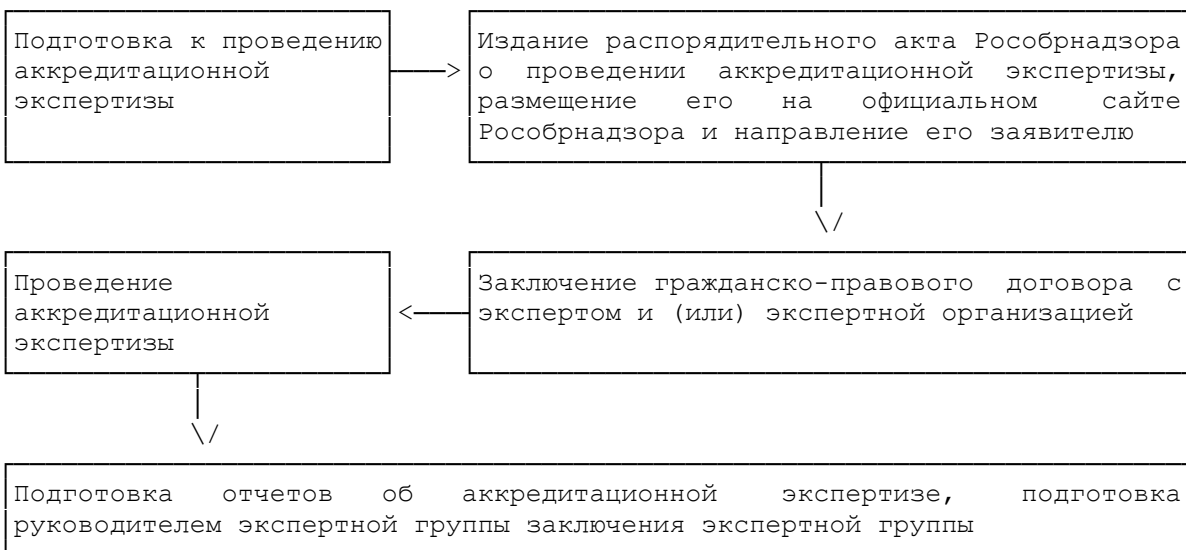 Подготовка к проведению
аккредитационной
экспертизы
Издание распорядительного акта Рособрнадзора
о проведении аккредитационной экспертизы,
размещение его на официальном сайте
Рособрнадзора и направление его заявителю
Проведение
аккредитационной
экспертизы
Заключение гражданско-правового договора с
экспертом и (или) экспертной организацией
Подготовка отчетов об аккредитационной экспертизе, подготовка
руководителем экспертной группы заключения экспертной группы